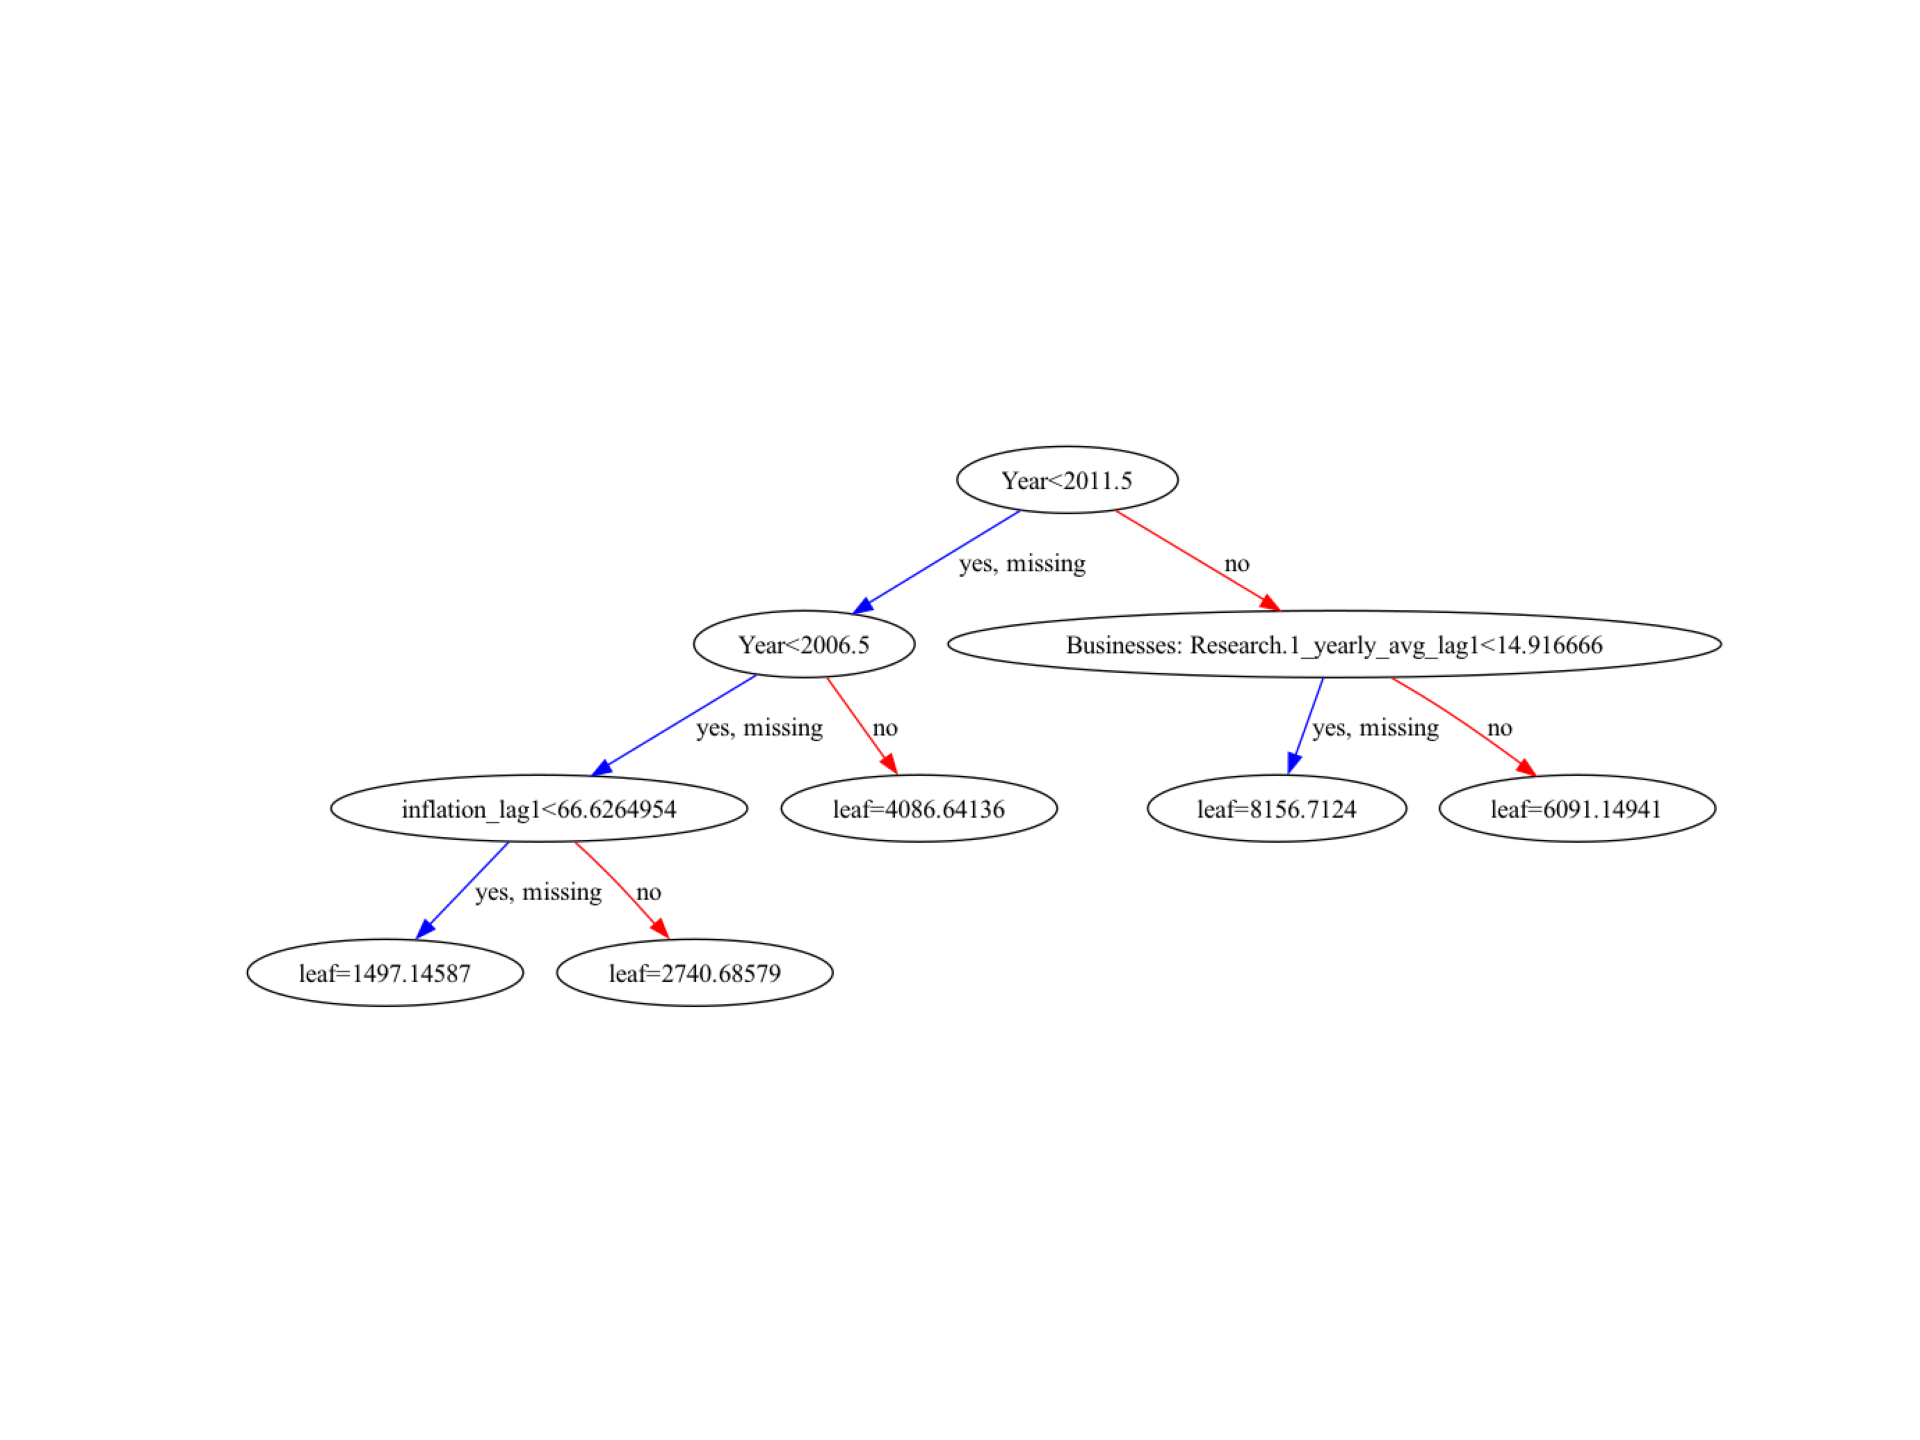 Year<2011.5
yes, missing
no
Year<2006.5
Businesses: Research.1_yearly_avg_lag1<14.916666
yes, missing
no
yes, missing
no
inflation_lag1<66.6264954
leaf=4086.64136
leaf=8156.7124
leaf=6091.14941
yes, missing
no
leaf=1497.14587
leaf=2740.68579